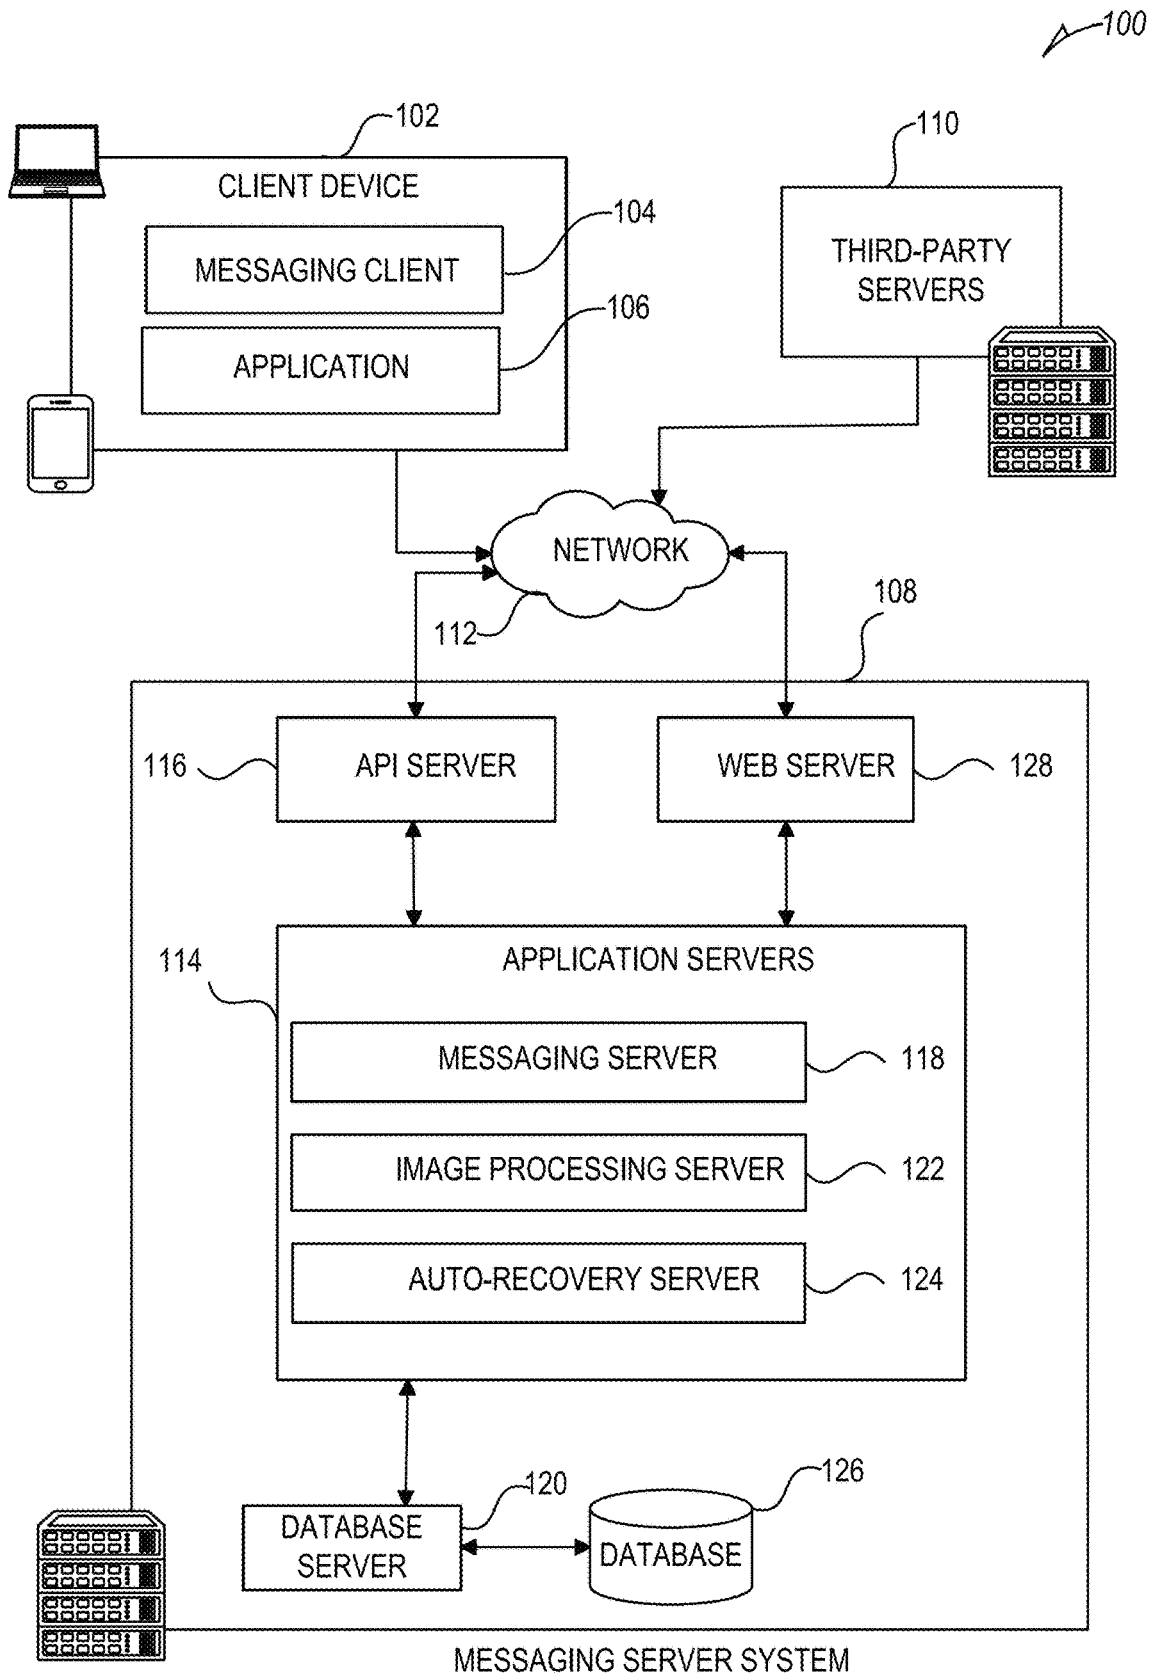 100
102
CLIENT DEVICE
104
MESSAGING CLIENT
106
APPLICATION
110
THIRD-PARTY
SERVERS
NETWORK
112
108
116
API SERVER
WEB SERVER
128
114
APPLICATION SERVERS
MESSAGING SERVER
118
IMAGE PROCESSING SERVER
122
AUTO-RECOVERY SERVER
124
120
DATABASE
SERVER
126
DATABASE
MESSAGING SERVER SYSTEM